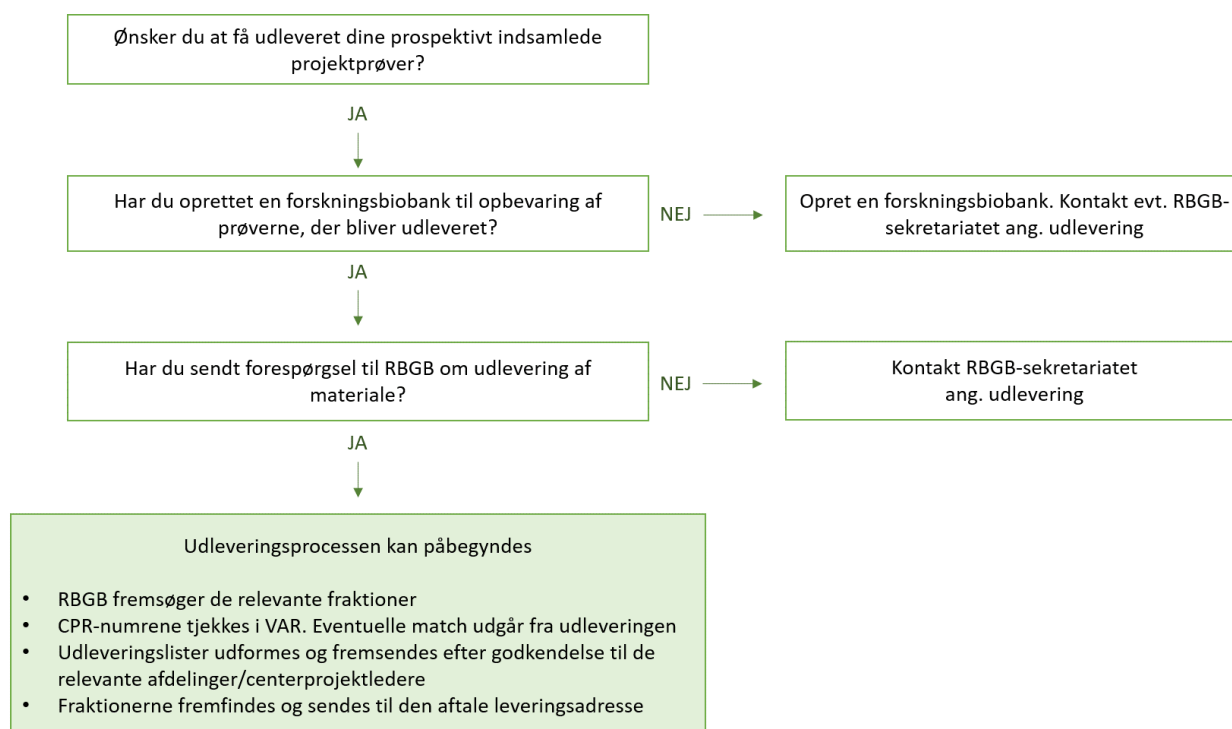 Ønsker du at få udleveret dine prospektivt indsamlede
projektprøver?
JA
Har du oprettet en forskningsbiobank til opbevaring af
prøverne, der bliver udleveret?
NEJ
Opret en forskningsbiobank. Kontakt evt. RBGB-
sekretariatet ang. udlevering
JA
Har du sendt forespørgsel til RBGB om udlevering af
materiale?
NEJ
Kontakt RBGB-sekretariatet
ang. udlevering
JA
Udleveringsprocessen kan påbegyndes
• RBGB fremsøger de relevante fraktioner
• CPR-numrene tjekkes i VAR. Eventuelle match udgår fra udleveringen
• Udleveringslister udformes og fremsendes efter godkendelse til de
relevante afdelinger/centerprojektledere
• Fraktionerne fremfindes og sendes til den aftale leveringsadresse